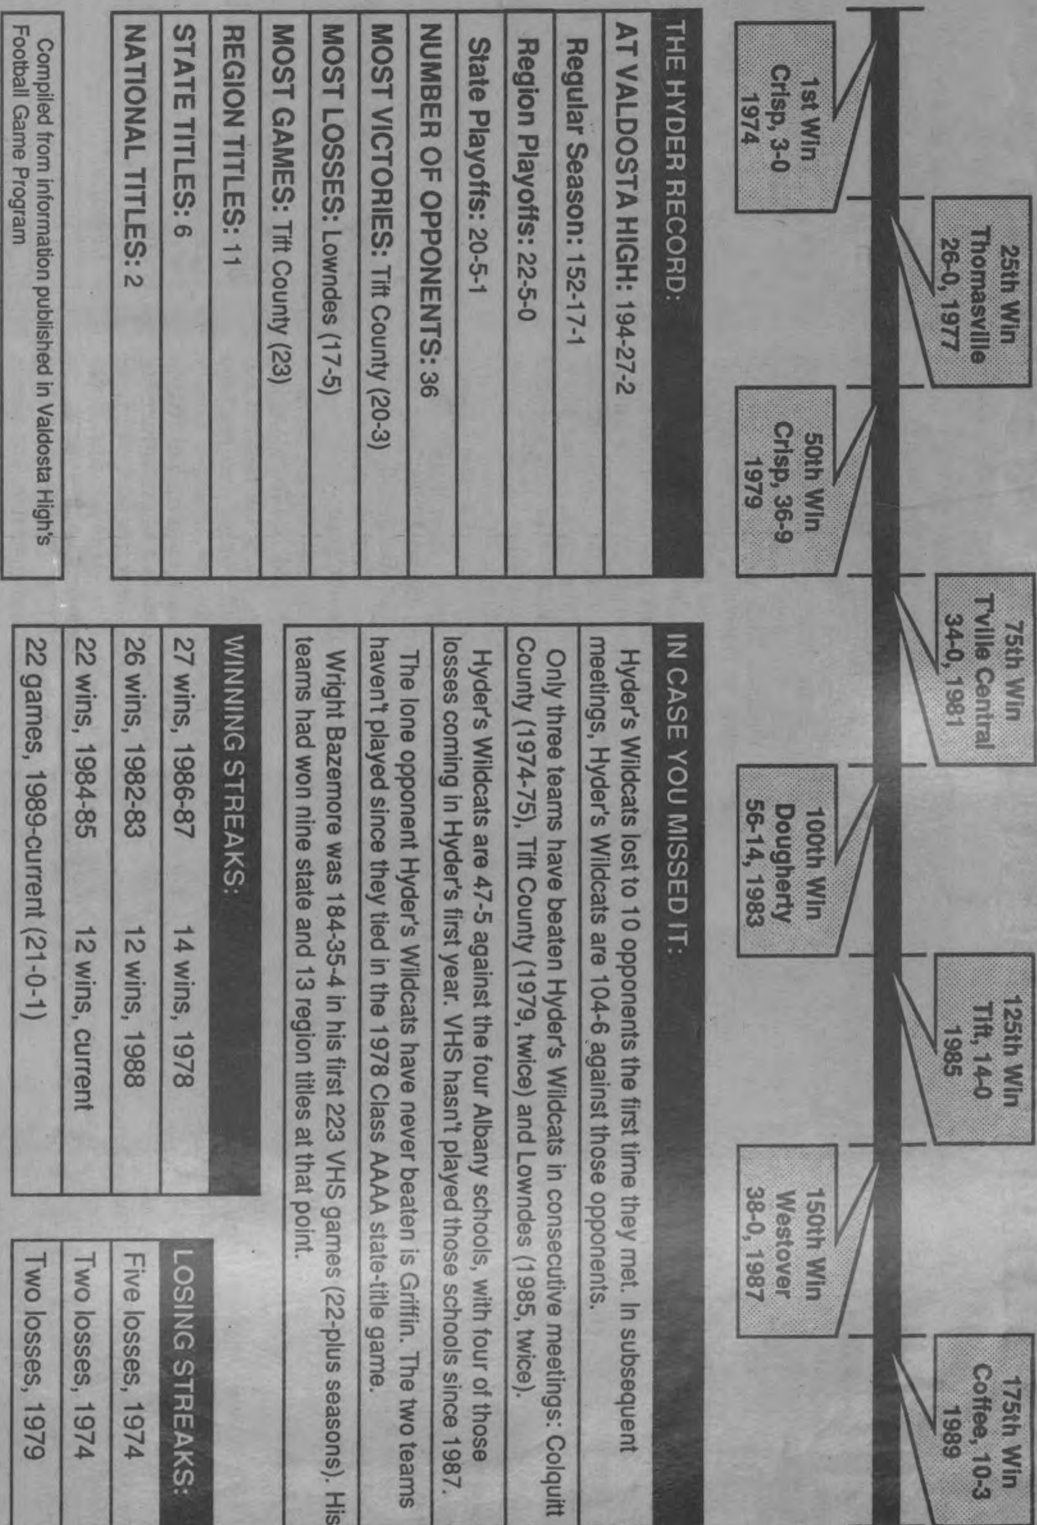 1st Win
Crisp, 3-0
1974
25th Win
Thomasville
26-0, 1977
50th Win
Crisp, 36-9
1979
75th Win
T'ville Central
34-0, 1981
100th Win
Dougherty
56-14, 1983
125th Win
Tift, 14-0
1985
150th Win
Westover
38-0, 1987
175th Win
Coffee, 10-3
1989
THE HYDER RECORD:
AT VALDOSTA HIGH: 194-27-2
Regular Season: 152-17-1
Region Playoffs: 22-5-0
State Playoffs: 20-5-1
NUMBER OF OPPONENTS: 36
MOST VICTORIES: Tift County (20-3)
MOST LOSSES: Lowndes (17-5)
MOST GAMES: Tift County (23)
REGION TITLES: 11
STATE TITLES: 6
NATIONAL TITLES: 2
Compiled from information published in Valdosta High's
Football Game Program
IN CASE YOU MISSED IT:
Hyder's Wildcats lost to 10 opponents the first time they met. In subsequent
meetings, Hyder's Wildcats are 104-6 against those opponents.
Only three teams have beaten Hyder's Wildcats in consecutive meetings: Colquitt
County (1974-75), Tift County (1979, twice) and Lowndes (1985, twice).
Hyder's Wildcats are 47-5 against the four Albany schools, with four of those
losses coming in Hyder's first year. VHS hasn't played those schools since 1987.
The lone opponent Hyder's Wildcats have never beaten is Griffin. The two teams
haven't played since they tied in the 1978 Class AAAA state-title game.
Wright Bazemore was 184-35-4 in his first 223 VHS games (22-plus seasons). His
teams had won nine state and 13 region titles at that point.
WINNING STREAKS:
27 wins, 1986-87 14 wins, 1978
26 wins, 1982-83 12 wins, 1988
22 wins, 1984-85 12 wins, current
22 games, 1989-current (21-0-1)
LOSING STREAKS:
Five losses, 1974
Two losses, 1974
Two losses, 1979